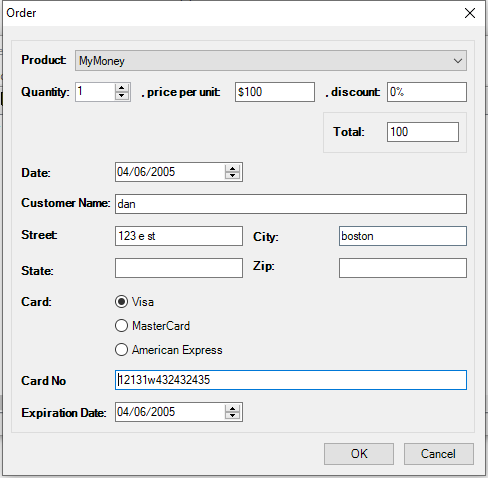 Order
Product: MyMoney
Quantity: 1 , price per unit: $100 , discount: 0%
Total: 100
Date: 04/06/2005
Customer Name: dan
Street: 123 e st City: boston
State: Zip:
Card: Visa
MasterCard
American Express
Card No 12131w432432435
Expiration Date: 04/06/2005
OK Cancel